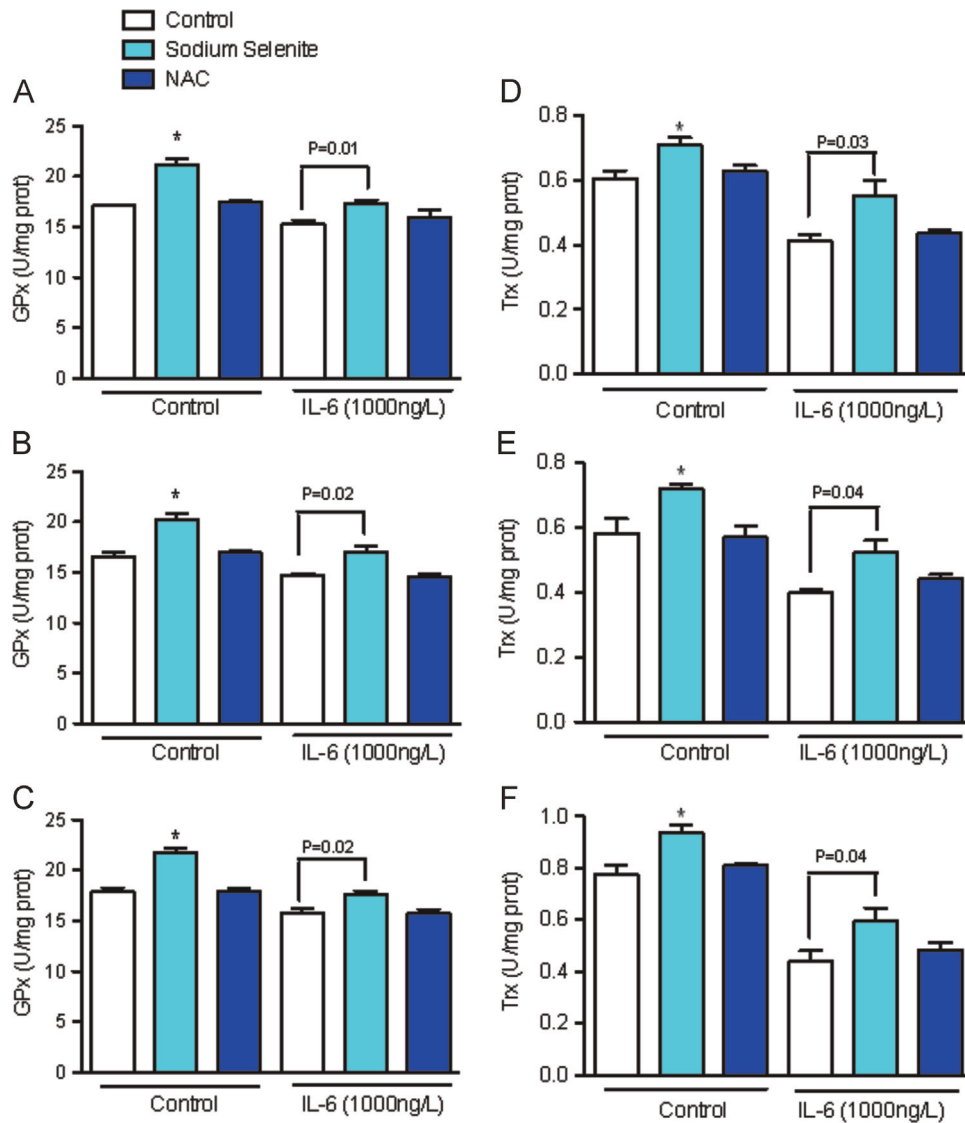 Control
Sodium Selenite
NAC
A
GPx (U/mg prot)
25
20
15
10
5
0
*
P=0.01
Control
IL-6 (1000ng/L)
B
GPx (U/mg prot)
25
20
15
10
5
0
*
P=0.02
Control
IL-6 (1000ng/L)
C
GPx (U/mg prot)
25
20
15
10
5
0
*
P=0.02
Control
IL-6 (1000ng/L)
D
Trx (U/mg prot)
0.8
0.6
0.4
0.2
0.0
*
P=0.03
Control
IL-6 (1000ng/L)
E
Trx (U/mg prot)
0.8
0.6
0.4
0.2
0.0
*
P=0.04
Control
IL-6 (1000ng/L)
F
Trx (U/mg prot)
1.0
0.8
0.6
0.4
0.2
0.0
*
P=0.04
Control
IL-6 (1000ng/L)